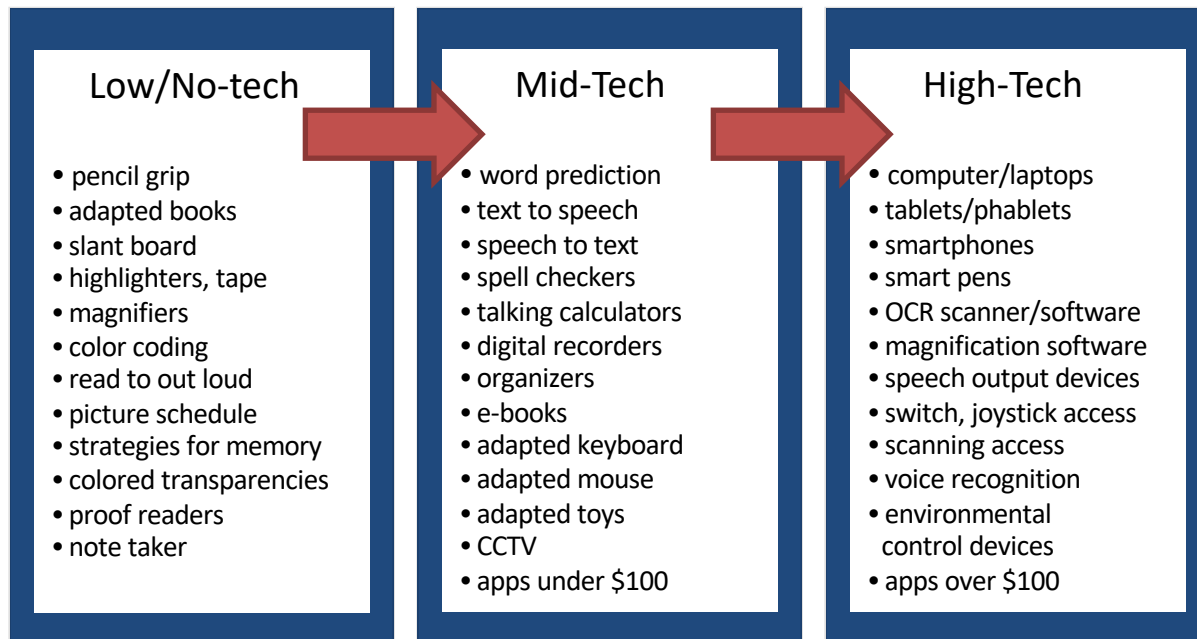 Low/No-tech
• pencil grip
• adapted books
• slant board
• highlighters, tape
• magnifiers
• color coding
• read to out loud
• picture schedule
• strategies for memory
• colored transparencies
• proof readers
• note taker
Mid-Tech
• word prediction
• text to speech
• speech to text
• spell checkers
• talking calculators
• digital recorders
• organizers
• e-books
• adapted keyboard
• adapted mouse
• adapted toys
• CCTV
• apps under $100
High-Tech
• computer/laptops
• tablets/phablets
• smartphones
• smart pens
• OCR scanner/software
• magnification software
• speech output devices
• switch, joystick access
• scanning access
• voice recognition
• environmental
control devices
• apps over $100